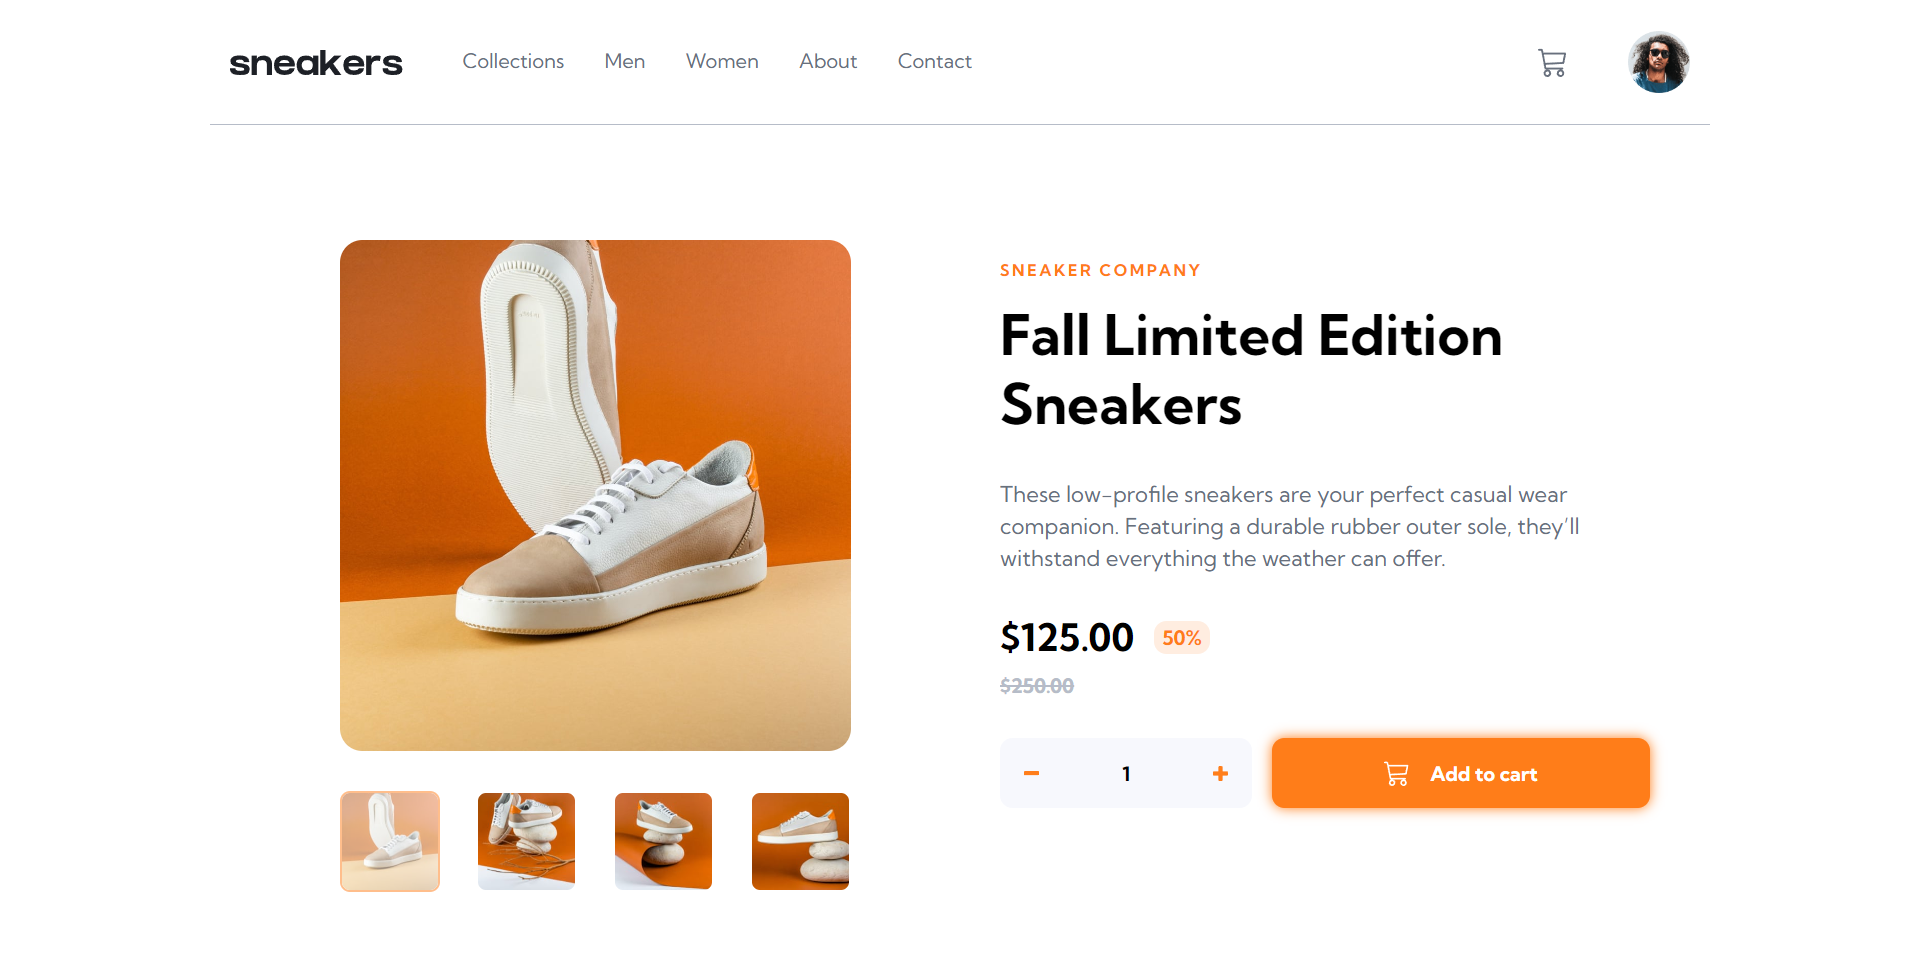 sneakers
Collections
Men
Women
About
Contact
SNEAKER COMPANY
Fall Limited Edition
Sneakers
These low-profile sneakers are your perfect casual wear
companion. Featuring a durable rubber outer sole, they’ll
withstand everything the weather can offer.
$125.00 50%
$250.00
1
Add to cart